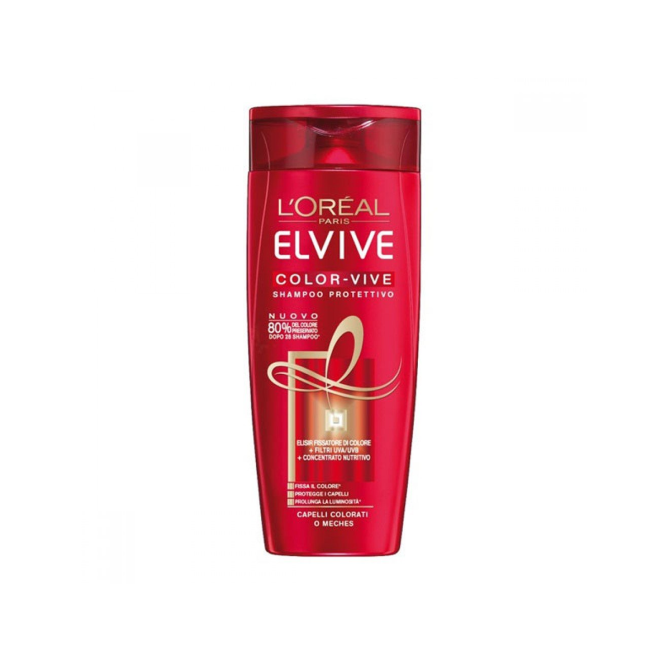 L'ORÉAL
PARIS
ELVIVE
COLOR-VIVE
SHAMPOO PROTETTIVO
NUOVO
80% DEL COLORE
PRESERVATO
DOPO 28 SHAMPOO*
ELISIR FISSATORE DI COLORE
+ FILTRI UVA/UVB
+ CONCENTRATO NUTRITIVO
FISSA IL COLORE*
PROTEGGE I CAPELLI
PROLUNGA LA LUMINOSITÀ*
CAPELLI COLORATI
O MECHES